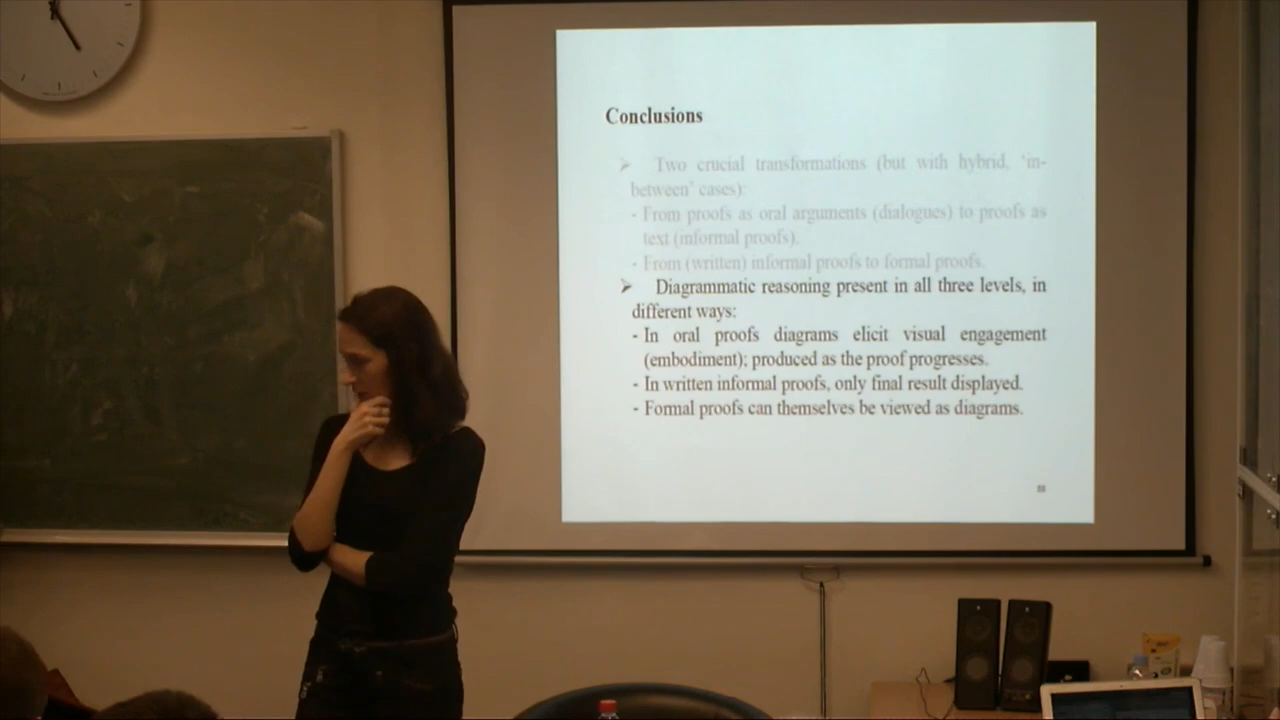 Conclusions
Two crucial transformations (but with hybrid, 'in-
between' cases):
- From proofs as oral arguments (dialogues) to proofs as
text (informal proofs).
- From (written) informal proofs to formal proofs.
Diagrammatic reasoning present in all three levels, in
different ways:
- In oral proofs diagrams elicit visual engagement
(embodiment); produced as the proof progresses.
- In written informal proofs, only final result displayed.
- Formal proofs can themselves be viewed as diagrams.